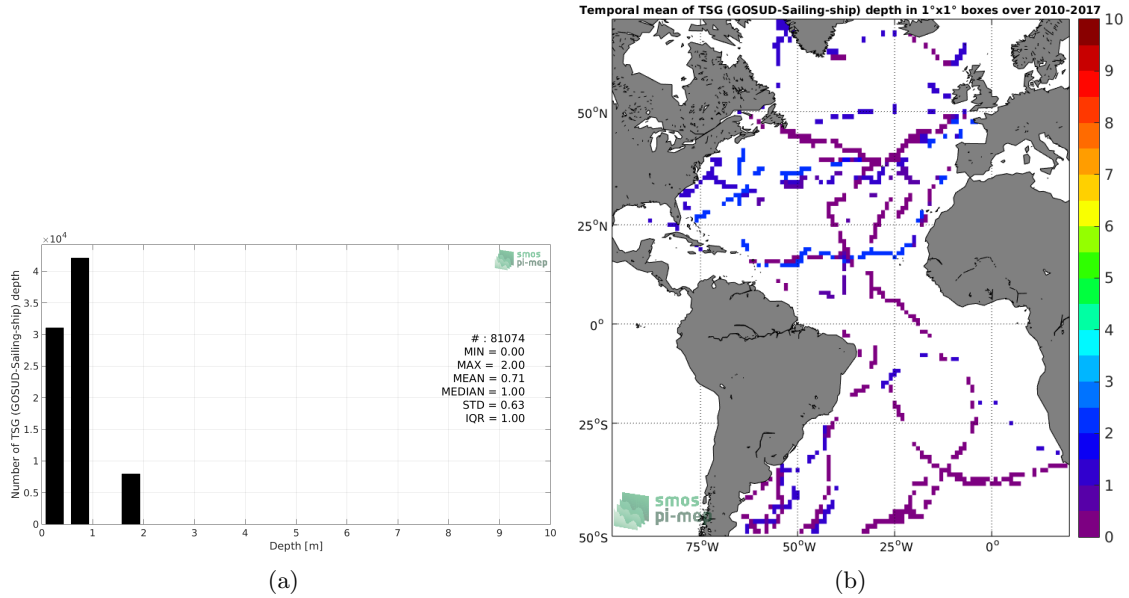 ×10⁴
4
3.5
3
2.5
2
1.5
1
0.5
0
Number of TSG (GOSUD-Sailing-ship) depth
smos
pi-mep
# : 81074
MIN = 0.00
MAX = 2.00
MEAN = 0.71
MEDIAN = 1.00
STD = 0.63
IQR = 1.00
0 1 2 3 4 5 6 7 8 9 10
Depth [m]
(a)
Temporal mean of TSG (GOSUD-Sailing-ship) depth in 1°x1° boxes over 2010-2017
50°N
25°N
0°
25°S
50°S
75°W 50°W 25°W 0°
smos
pi-mep
10
9
8
7
6
5
4
3
2
1
0
(b)